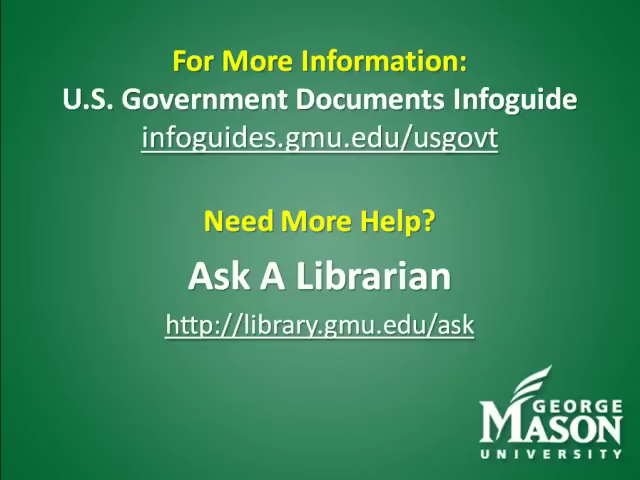 For More Information:
U.S. Government Documents Infoguide
infoguides.gmu.edu/usgovt
Need More Help?
Ask A Librarian
http://library.gmu.edu/ask
GEORGE
MASON
UNIVERSITY